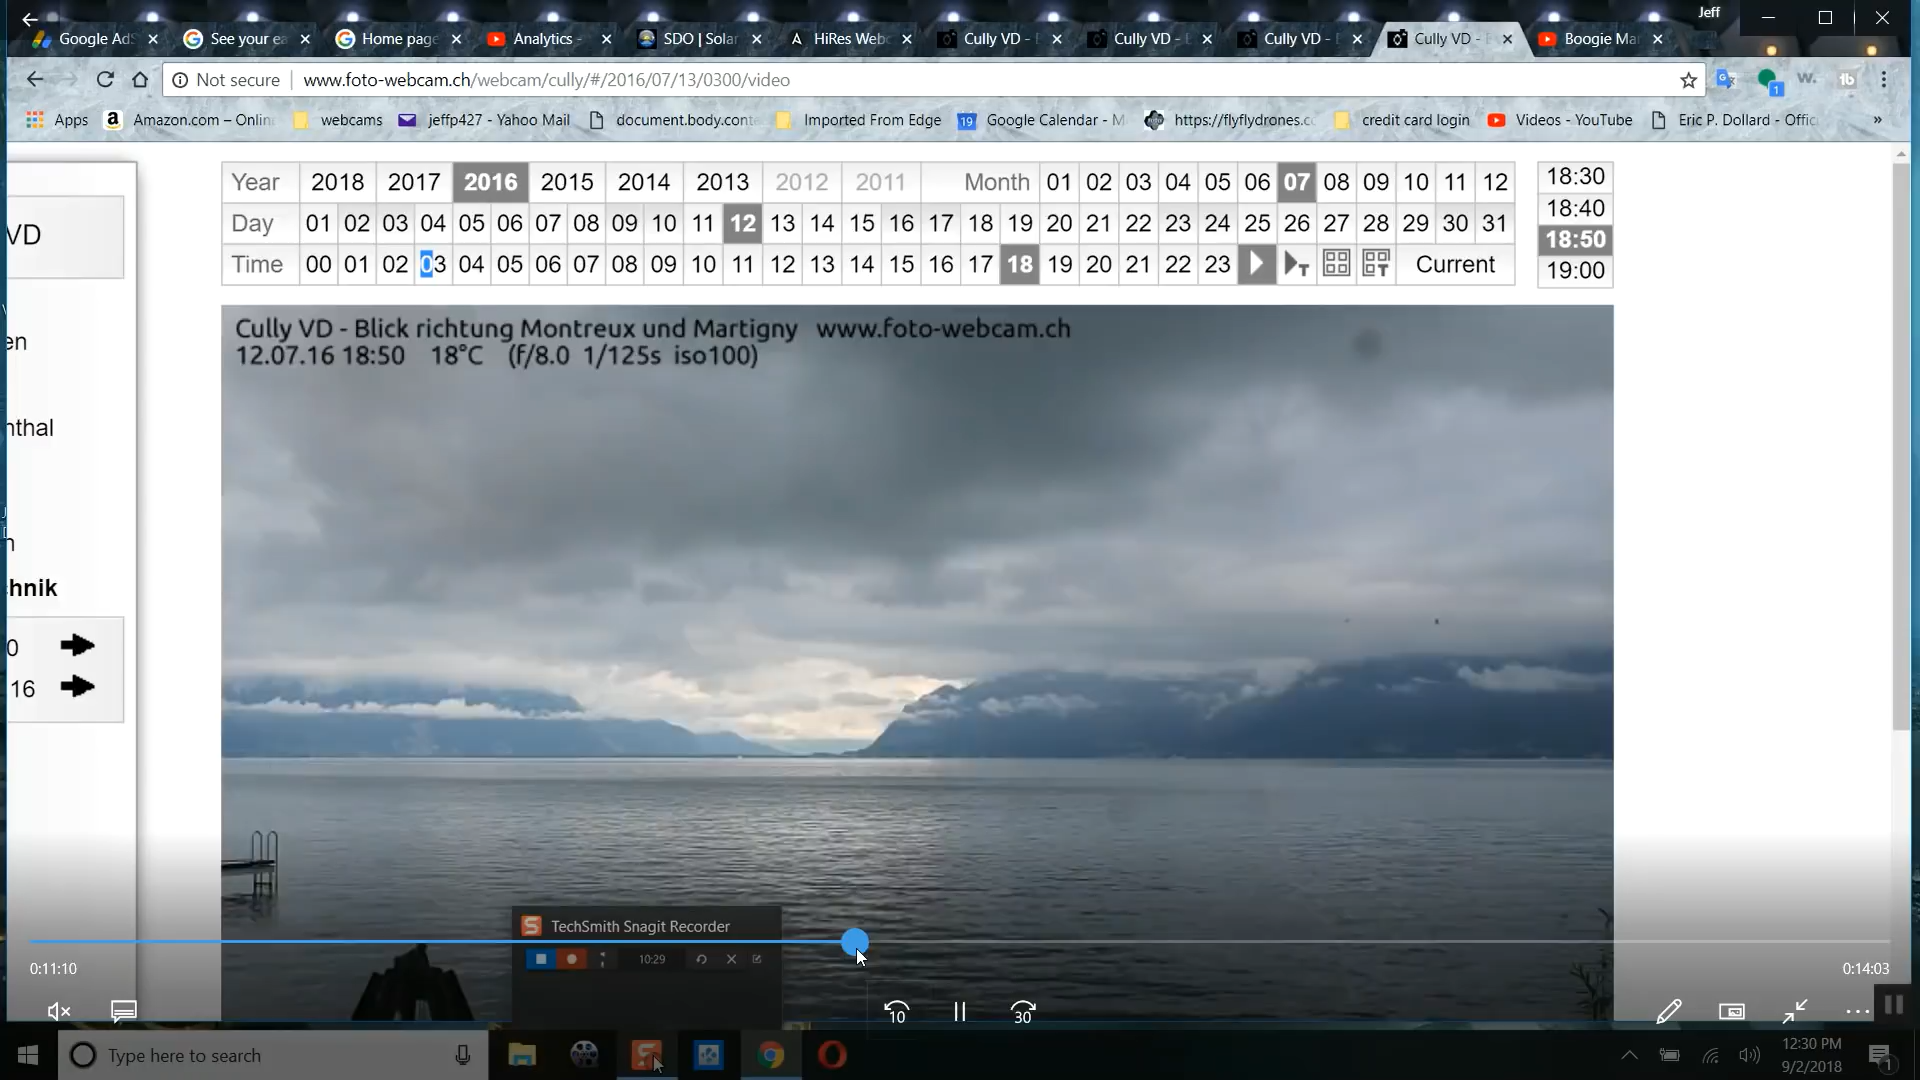 Jeff
Google Ad
See your ea
Home page
Analytics -
SDO | Solar
HiRes Web
Cully VD -
Cully VD -
Cully VD -
Cully VD -
Boogie Ma
Not secure
www.foto-webcam.ch/webcam/cully/#/2016/07/13/0300/video
Apps
Amazon.com – Onlin
webcams
jeffp427 - Yahoo Mail
document.body.conte
Imported From Edge
19
Google Calendar - M
https://flyflydrones.co
credit card login
Videos - YouTube
Eric P. Dollard - Offic
»
Year 2018 2017 2016 2015 2014 2013 2012 2011 Month 01 02 03 04 05 06 07 08 09 10 11 12
Day 01 02 03 04 05 06 07 08 09 10 11 12 13 14 15 16 17 18 19 20 21 22 23 24 25 26 27 28 29 30 31
Time 00 01 02 03 04 05 06 07 08 09 10 11 12 13 14 15 16 17 18 19 20 21 22 23 Current
18:30
18:40
18:50
19:00
VD
en
nthal
n
hnik
0
16
Cully VD - Blick richtung Montreux und Martigny www.foto-webcam.ch
12.07.16 18:50 18°C (f/8.0 1/125s iso100)
TechSmith Snagit Recorder
10:29
0:11:10
0:14:03
10
30
Type here to search
12:30 PM
9/2/2018
1